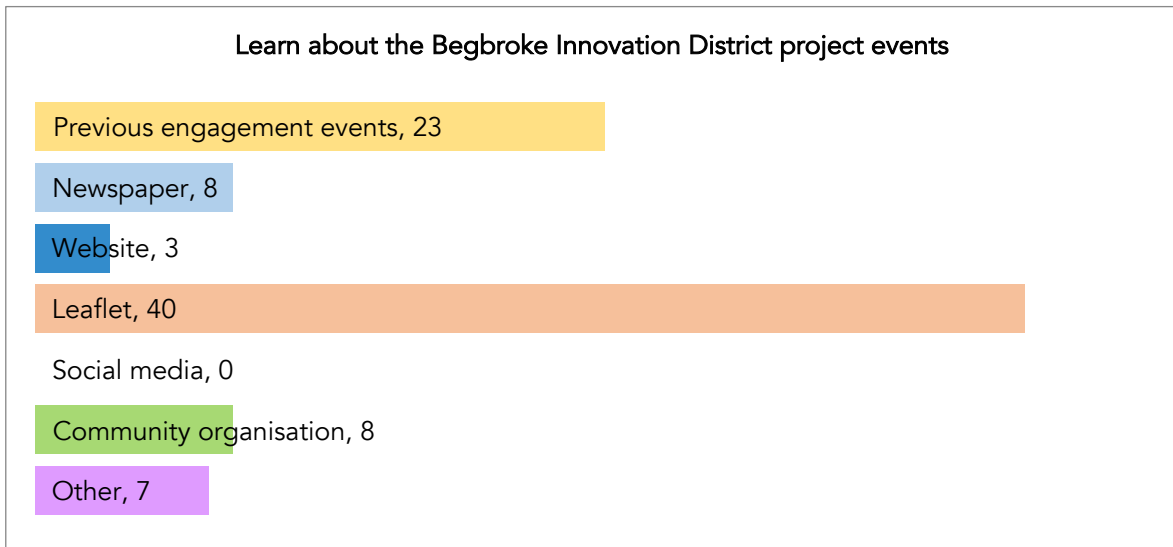 Learn about the Begbroke Innovation District project events
Previous engagement events, 23
Newspaper, 8
Website, 3
Leaflet, 40
Social media, 0
Community organisation, 8
Other, 7